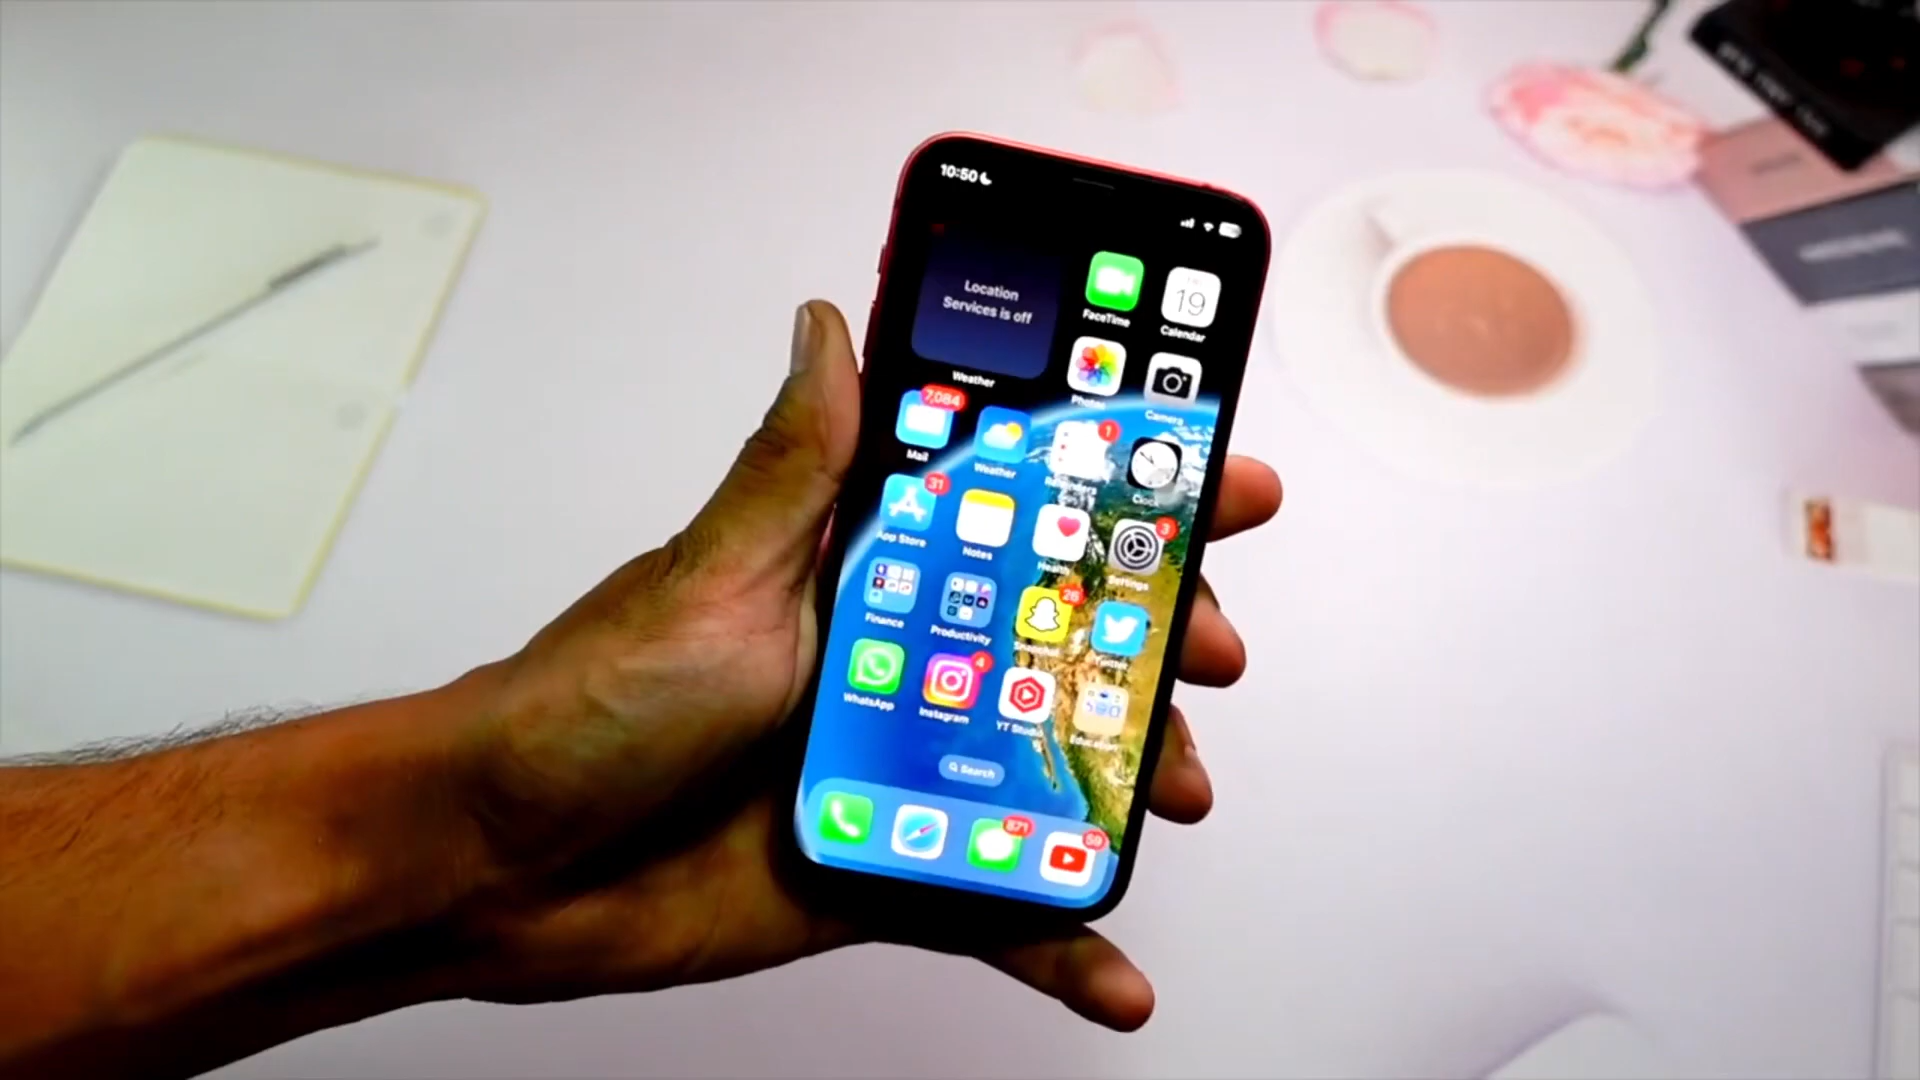 10:50
Location
Services is off
Weather
FaceTime
19
Calendar
Photos
Camera
7,084
Mail
Weather
1
Reminders
Clock
31
App Store
Notes
Health
3
Settings
Finance
Productivity
26
Snapchat
Twitter
WhatsApp
4
Instagram
YT Studio
Education
Search
871
59